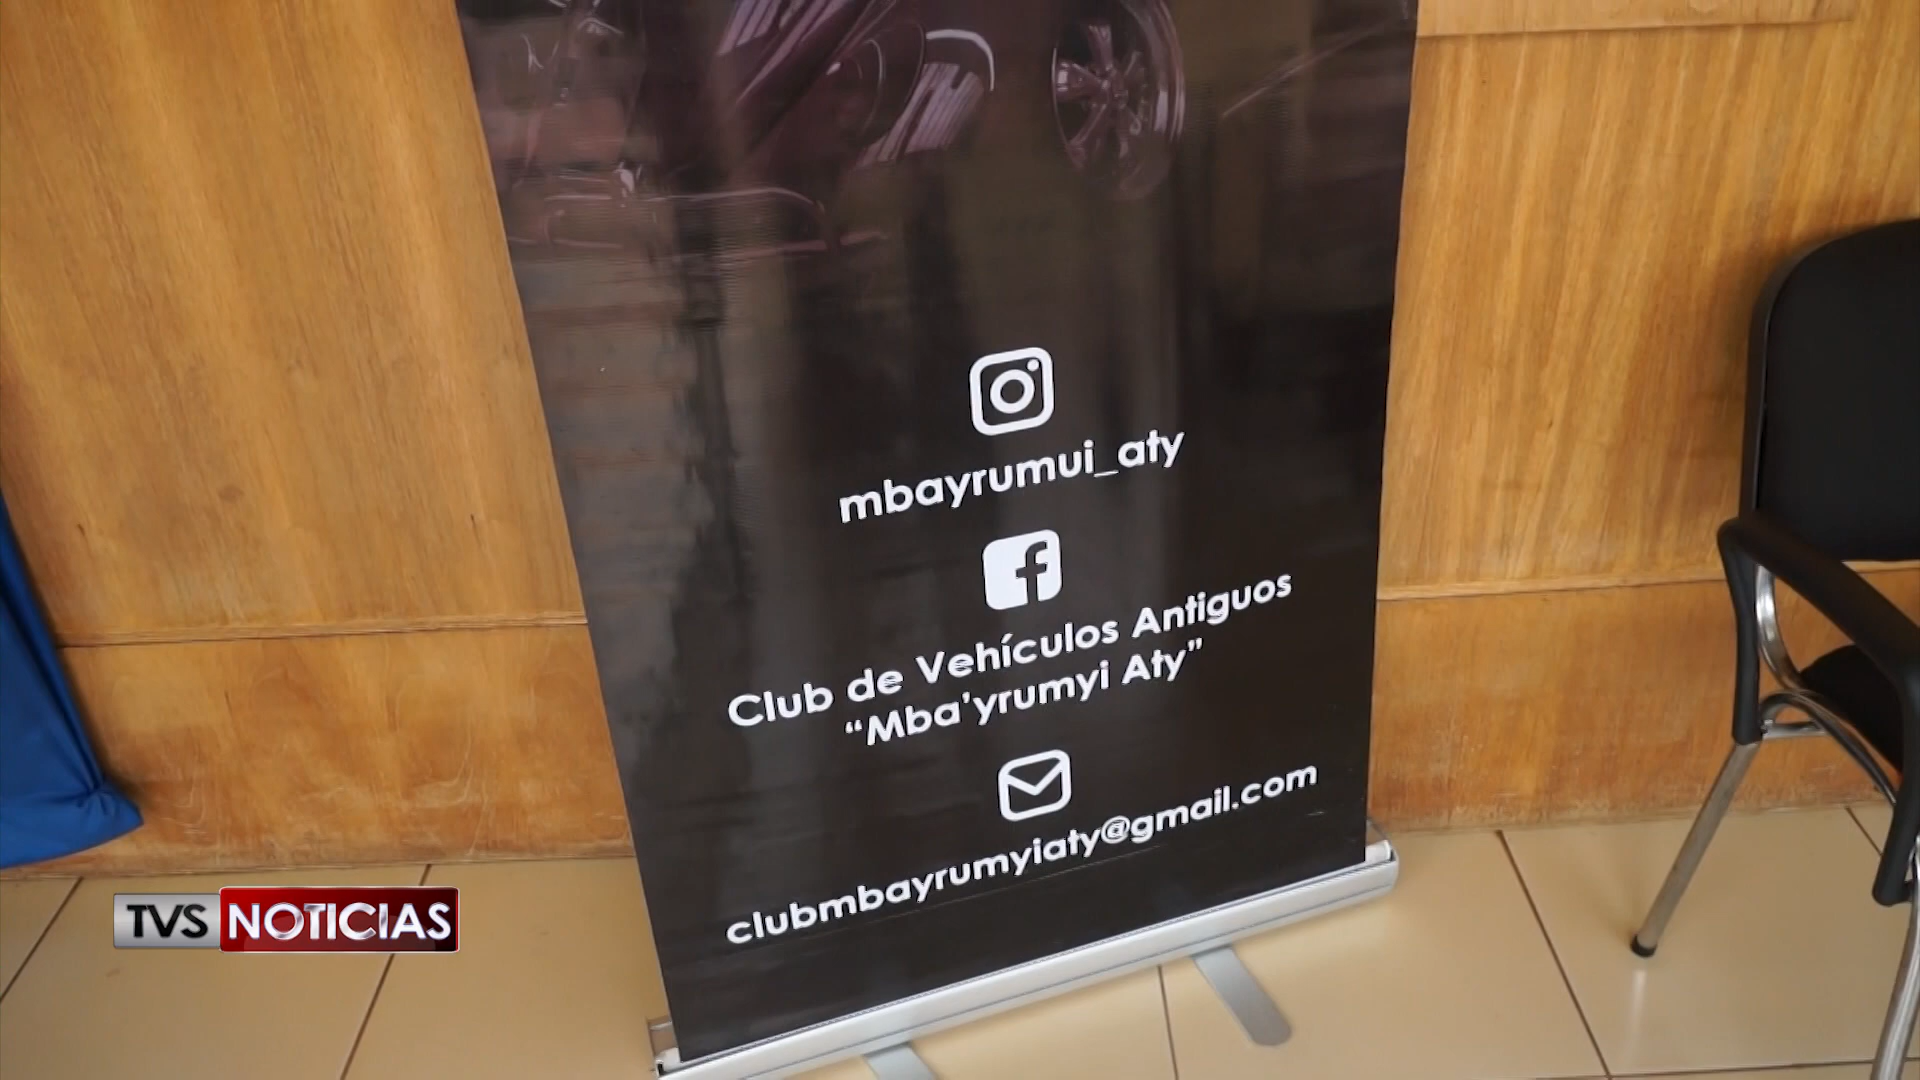 mbayrumui_aty
Club de Vehículos Antiguos
“Mba’yrumyi Aty”
clubmbayrumyiaty@gmail.com
TVS NOTICIAS